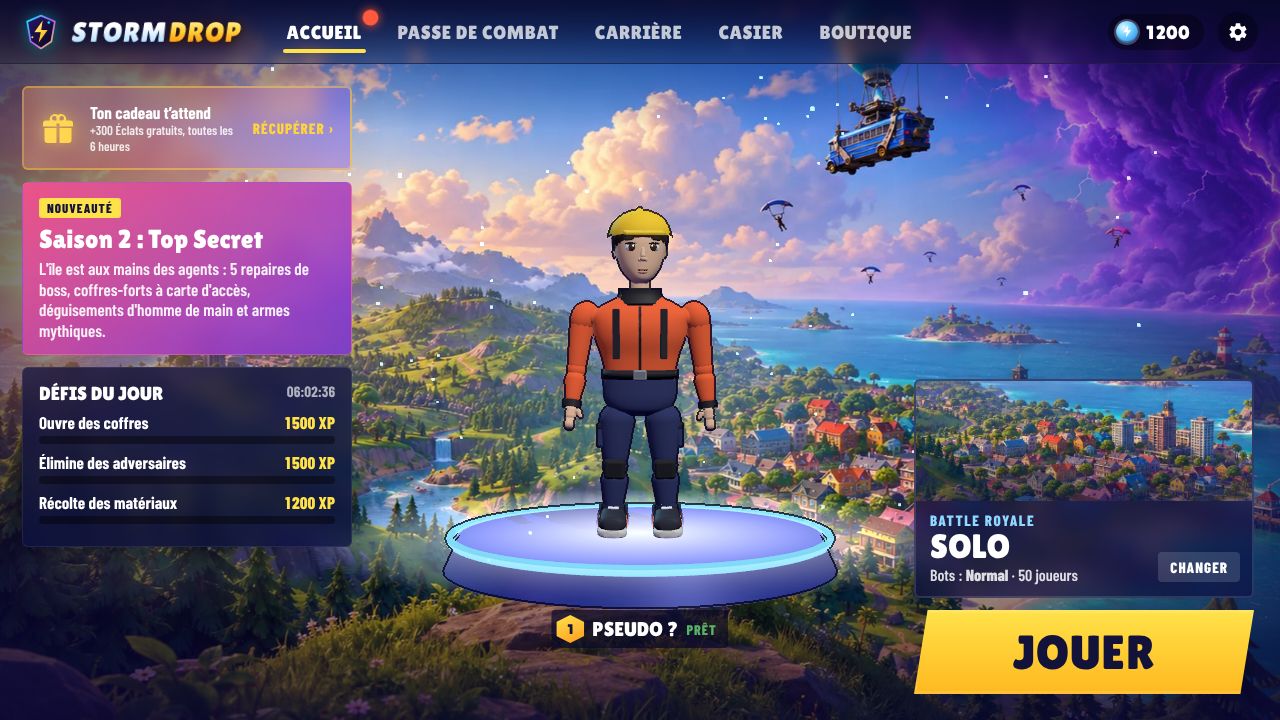 STORMDROP
ACCUEIL
PASSE DE COMBAT
CARRIÈRE
CASIER
BOUTIQUE
1200
Ton cadeau t'attend
+300 Éclats gratuits, toutes les
6 heures
RÉCUPÉRER ›
NOUVEAUTÉ
Saison 2 : Top Secret
L'île est aux mains des agents : 5 repaires de
boss, coffres-forts à carte d'accès,
déguisements d'homme de main et armes
mythiques.
DÉFIS DU JOUR
06:02:36
Ouvre des coffres
1500 XP
Élimine des adversaires
1500 XP
Récolte des matériaux
1200 XP
1
PSEUDO ?
PRÊT
BATTLE ROYALE
SOLO
Bots : Normal · 50 joueurs
CHANGER
JOUER